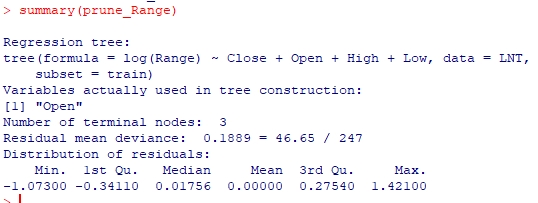 > summary(prune_Range)
Regression tree:
tree(formula = log(Range) ~ Close + Open + High + Low, data = LNT,
subset = train)
Variables actually used in tree construction:
[1] "Open"
Number of terminal nodes: 3
Residual mean deviance: 0.1889 = 46.65 / 247
Distribution of residuals:
Min. 1st Qu. Median Mean 3rd Qu. Max.
-1.07300 -0.34110 0.01756 0.00000 0.27540 1.42100
>